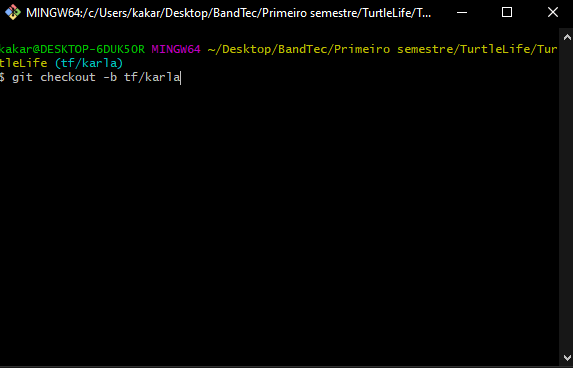 MINGW64:/c/Users/kakar/Desktop/BandTec/Primeiro semestre/TurtleLife/T...
kakar@DESKTOP-6DUK5OR MINGW64 ~/Desktop/BandTec/Primeiro semestre/TurtleLife/Tur
tleLife (tf/karla)
$ git checkout -b tf/karla